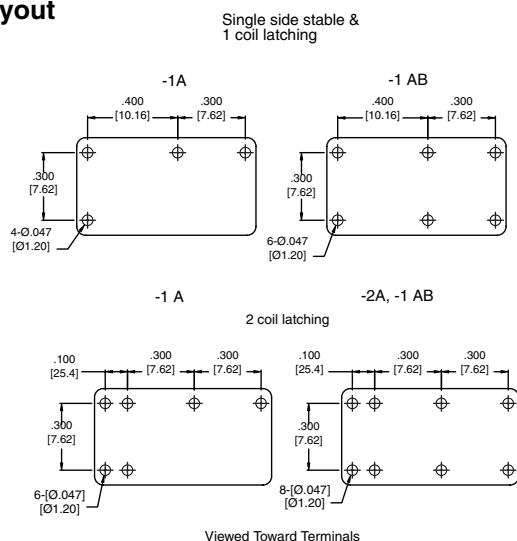 yout
Single side stable &
1 coil latching
-1A
-1 AB
.400
[10.16]
.300
[7.62]
.400
[10.16]
.300
[7.62]
.300
[7.62]
.300
[7.62]
4-Ø.047
[Ø1.20]
6-Ø.047
[Ø1.20]
-1 A
-2A, -1 AB
2 coil latching
.100
[25.4]
.300
[7.62]
.300
[7.62]
.100
[25.4]
.300
[7.62]
.300
[7.62]
.300
[7.62]
.300
[7.62]
6-[Ø.047]
[Ø1.20]
8-[Ø.047]
[Ø1.20]
Viewed Toward Terminals